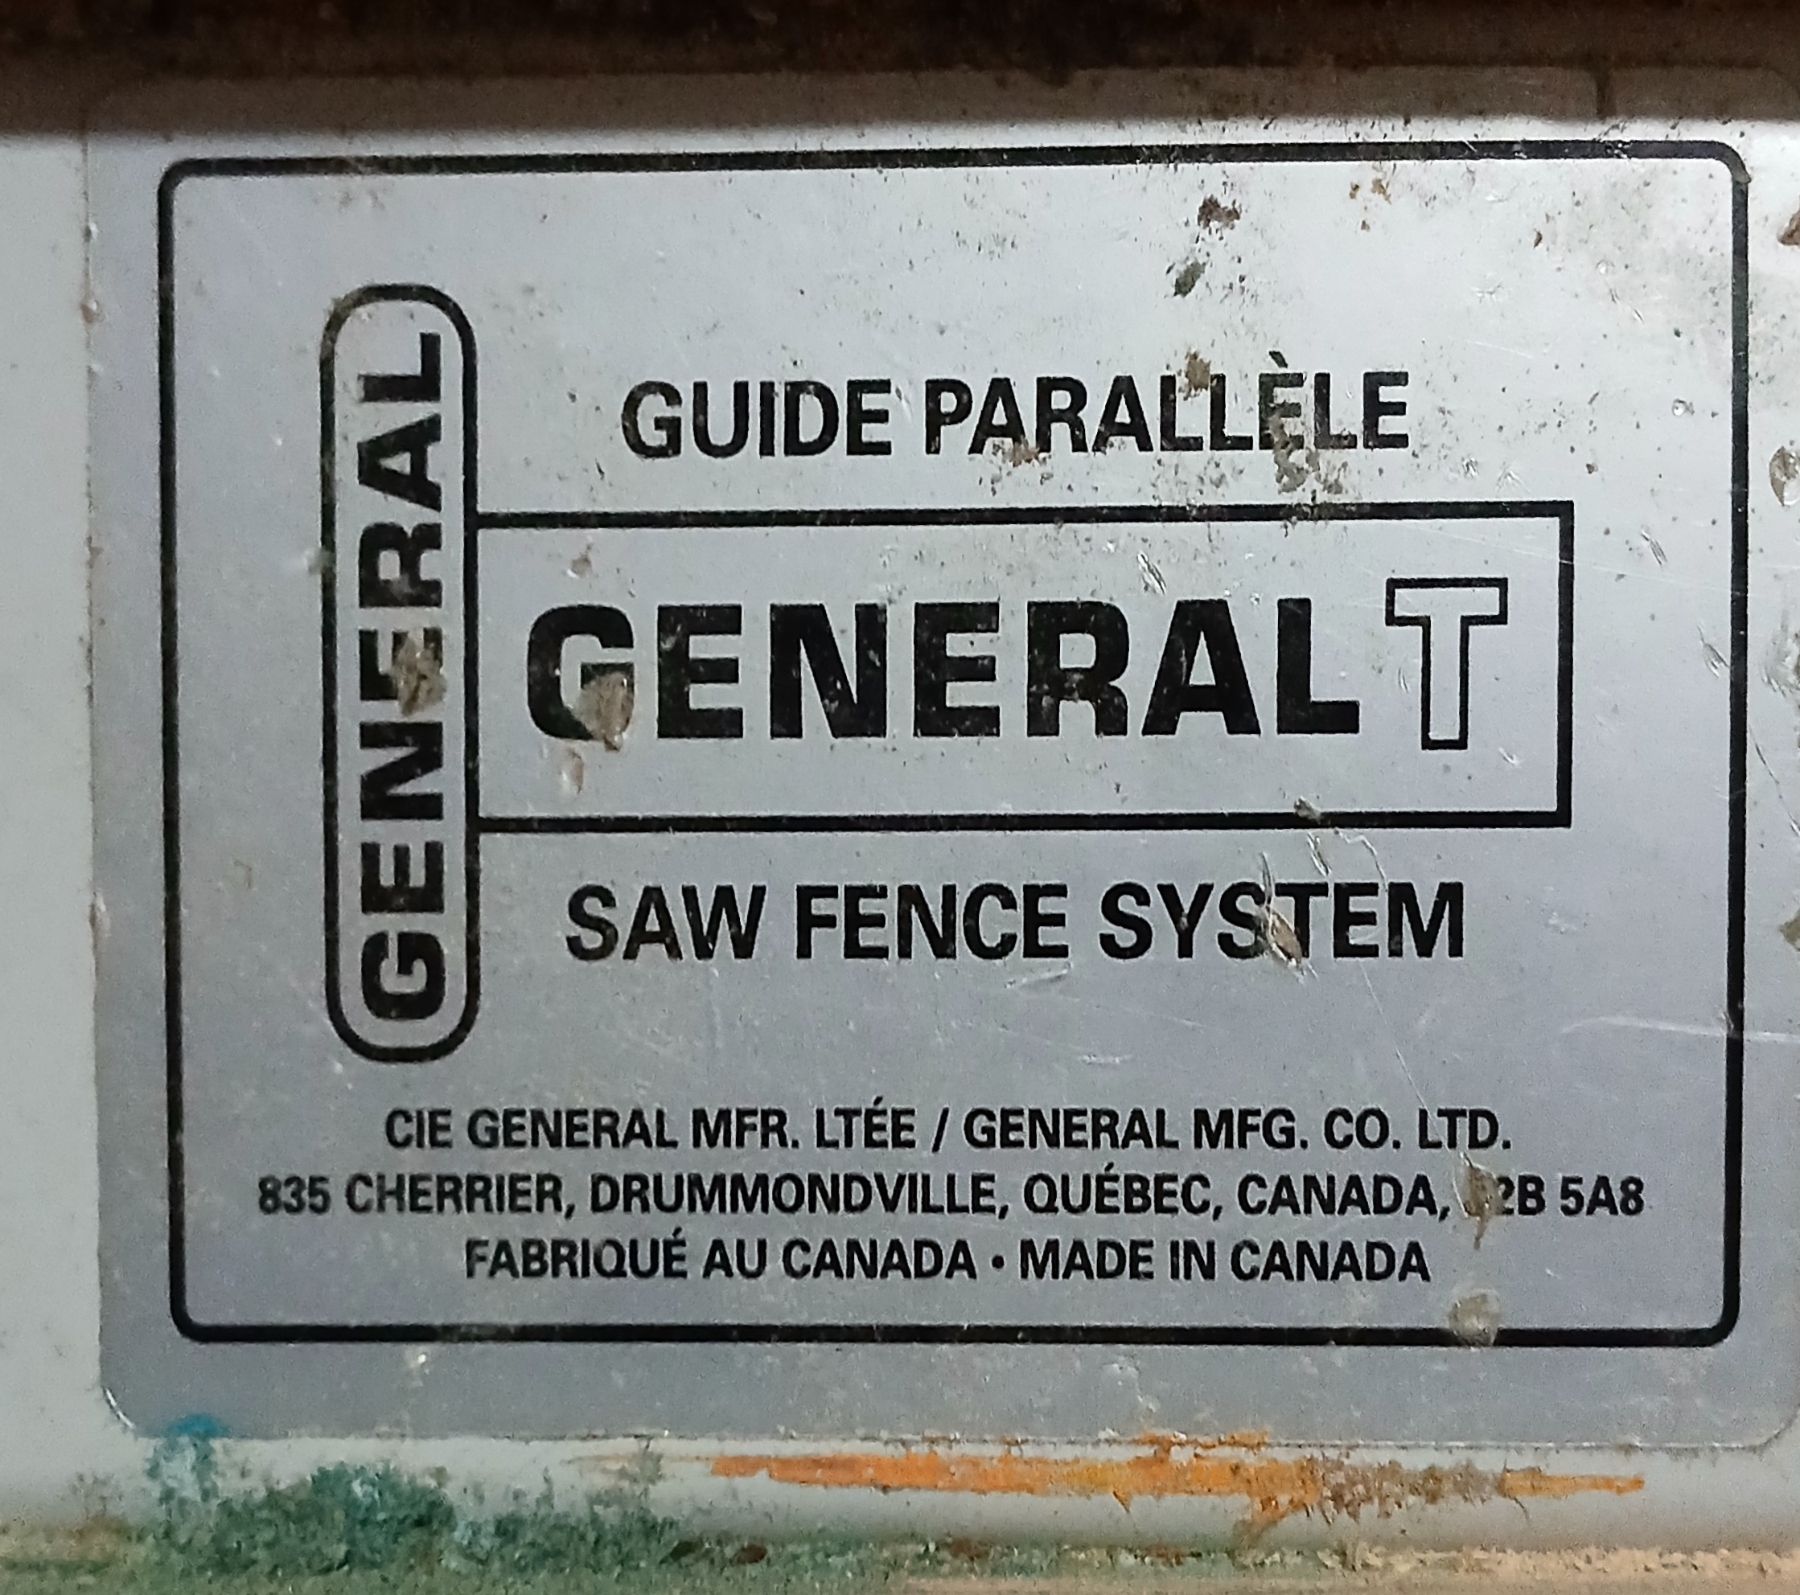 GENERAL
GUIDE PARALLÈLE
GENERAL T
SAW FENCE SYSTEM
CIE GENERAL MFR. LTÉE / GENERAL MFG. CO. LTD.
835 CHERRIER, DRUMMONDVILLE, QUÉBEC, CANADA, 5A8
FABRIQUÉ AU CANADA • MADE IN CANADA